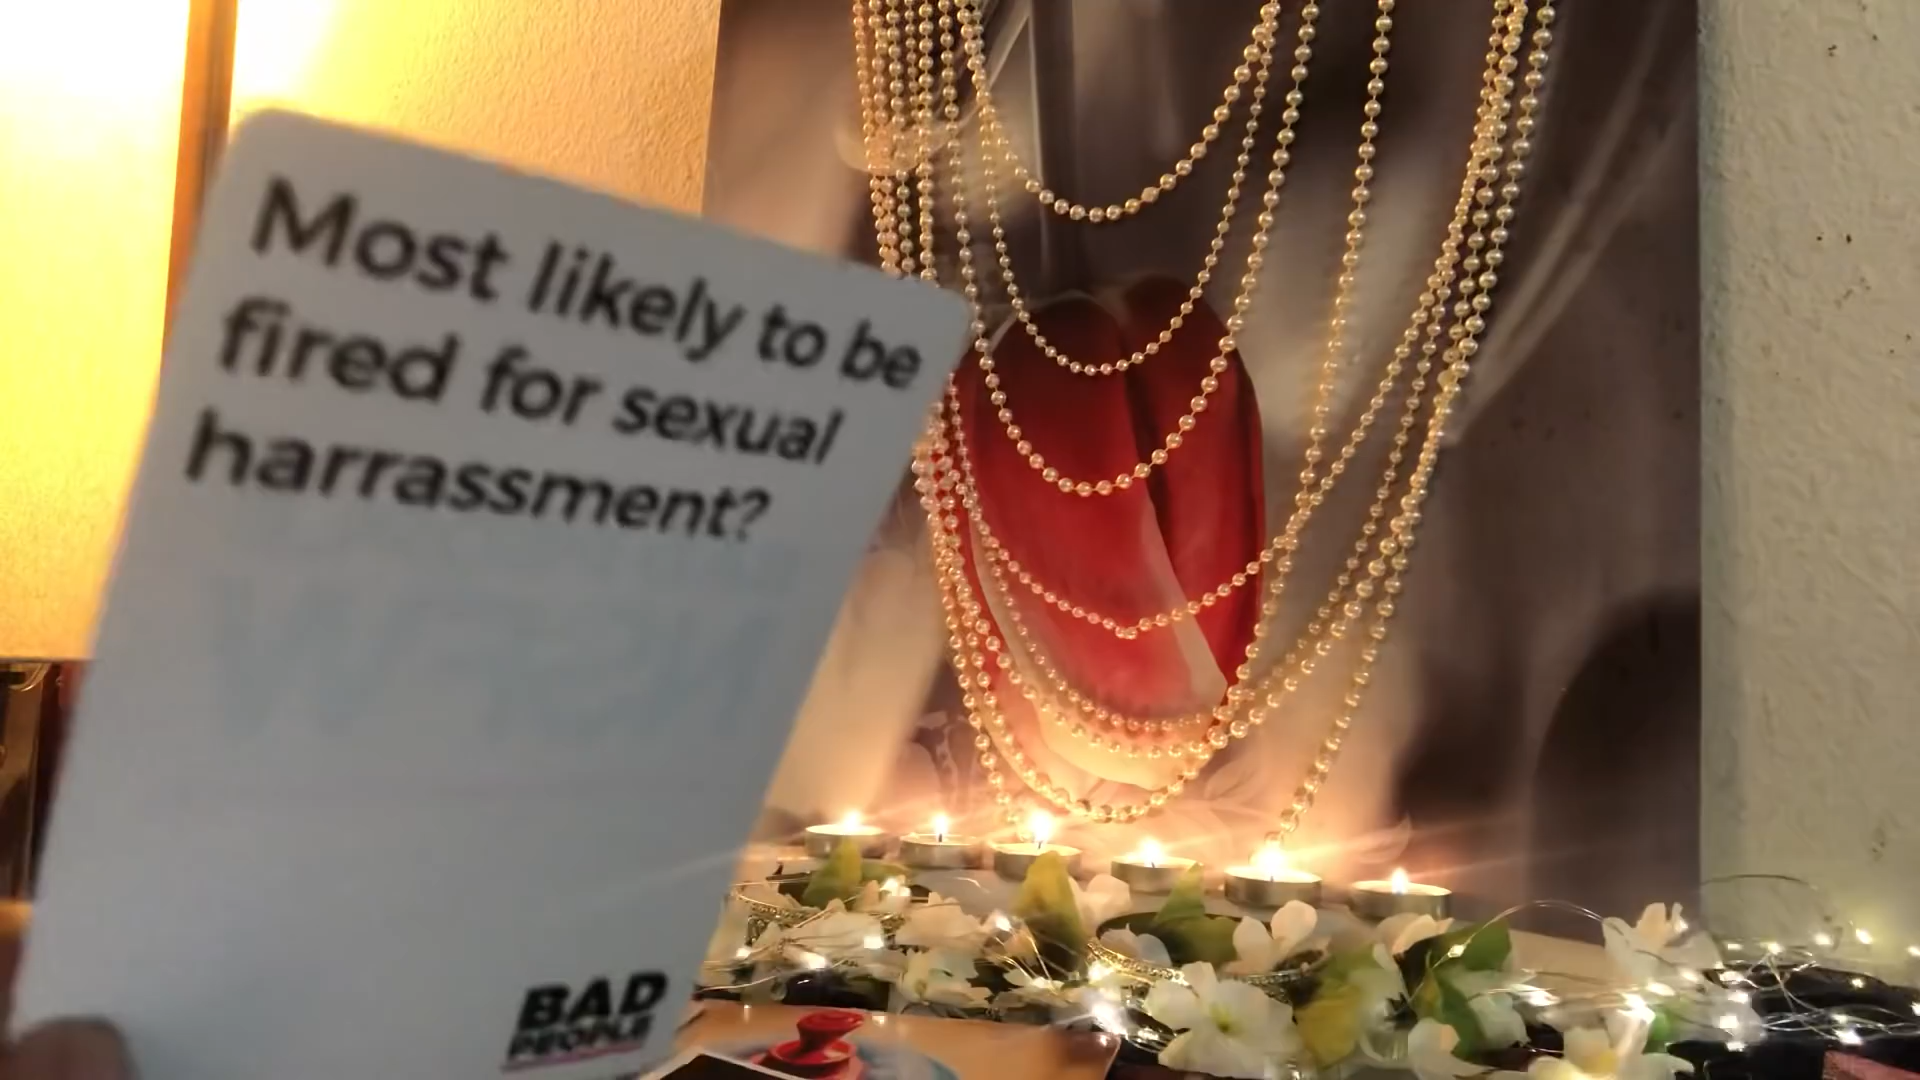 Most likely to be
fired for sexual
harrassment?
BAD
PEOPLE